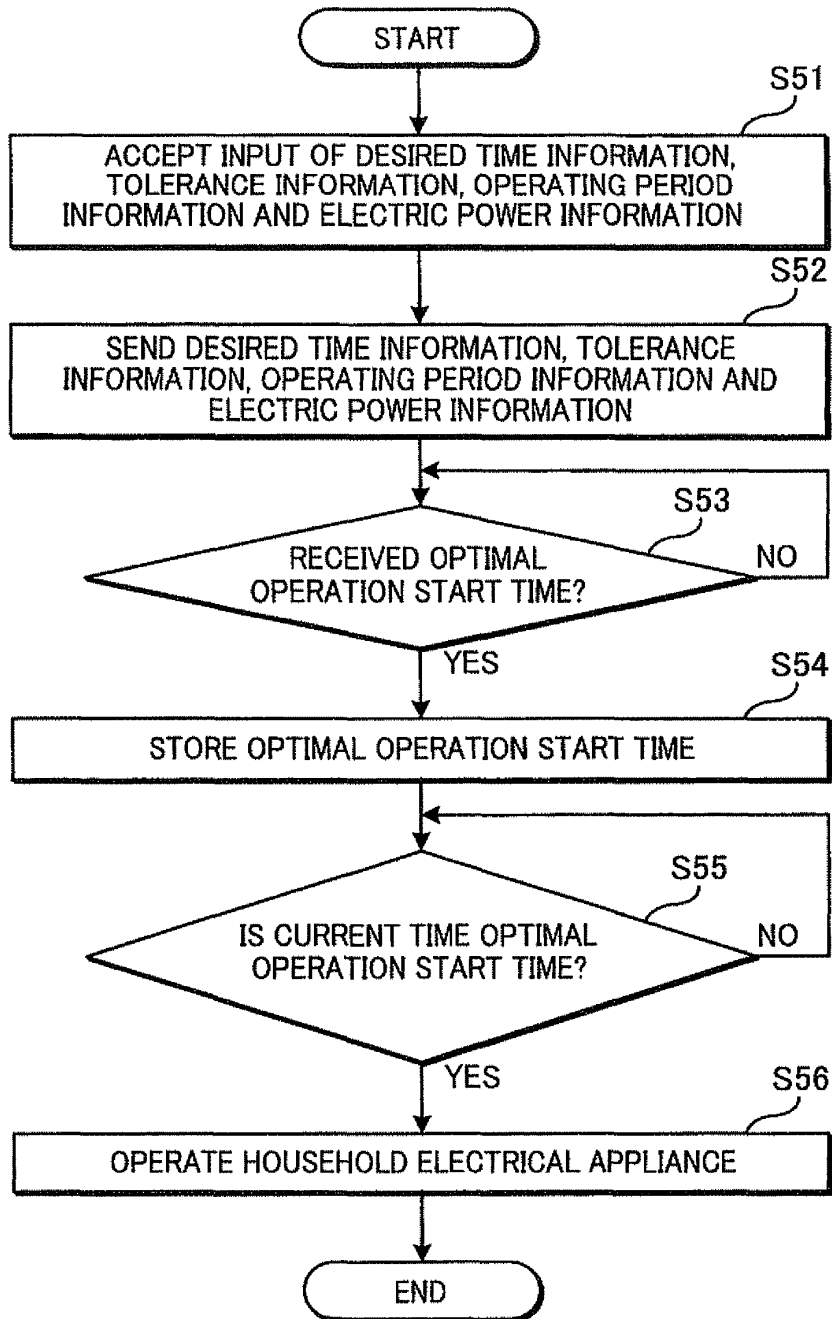 START
S51
ACCEPT INPUT OF DESIRED TIME INFORMATION,
TOLERANCE INFORMATION, OPERATING PERIOD
INFORMATION AND ELECTRIC POWER INFORMATION
S52
SEND DESIRED TIME INFORMATION, TOLERANCE
INFORMATION, OPERATING PERIOD INFORMATION AND
ELECTRIC POWER INFORMATION
S53
RECEIVED OPTIMAL
OPERATION START TIME?
NO
YES
S54
STORE OPTIMAL OPERATION START TIME
S55
IS CURRENT TIME OPTIMAL
OPERATION START TIME?
NO
YES
S56
OPERATE HOUSEHOLD ELECTRICAL APPLIANCE
END